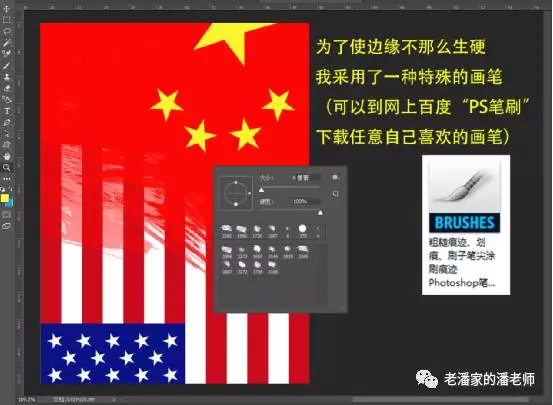 为了使边缘不那么生硬
我采用了一种特殊的画笔
（可以到网上百度“PS笔刷”
下载任意自己喜欢的画笔）
大小:
硬度: 100%
BRUSHES
粗糙痕迹、划
痕、刷子笔尖涂
刷痕迹
Photoshop笔...
老潘家的潘老师